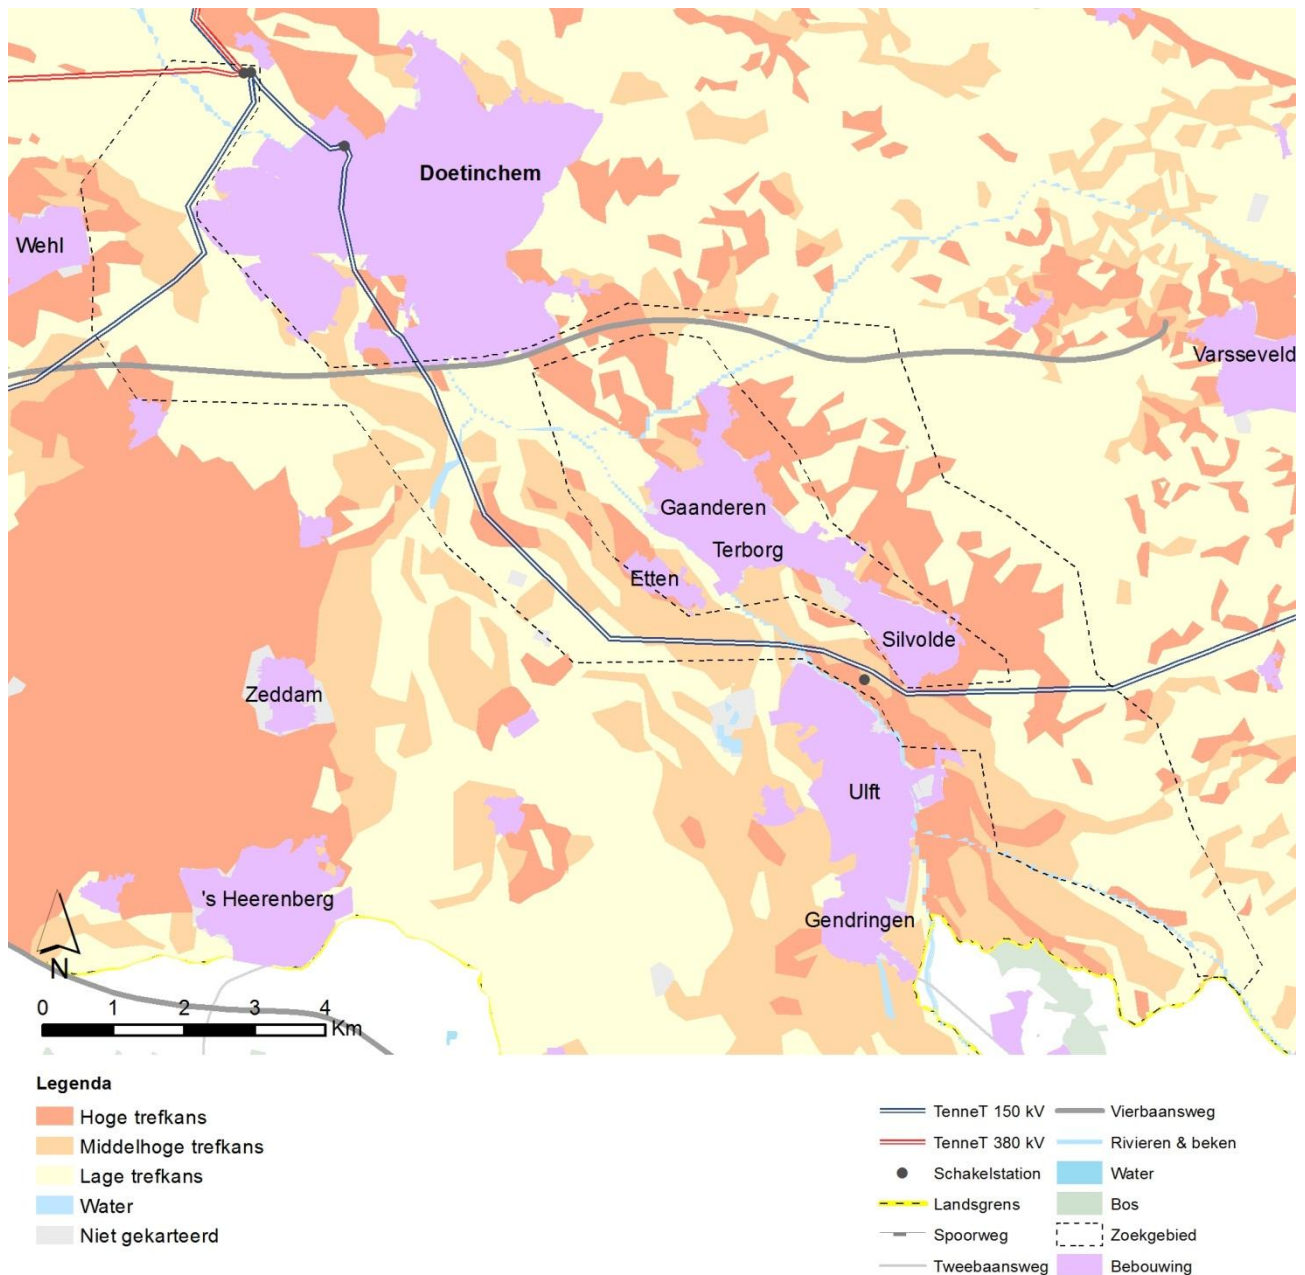 Doetinchem
Wehl
Varsseveld
Gaanderen
Terborg
Etten
Silvolde
Zeddam
Ulft
's Heerenberg
Gendringen
N
0 1 2 3 4
Km
Legenda
Hoge trefkans
Middelhoge trefkans
Lage trefkans
Water
Niet gekarteerd
TenneT 150 kV
TenneT 380 kV
Schakelstation
Landsgrens
Spoorweg
Tweebaansweg
Vierbaansweg
Rivieren & beken
Water
Bos
Zoekgebied
Bebouwing